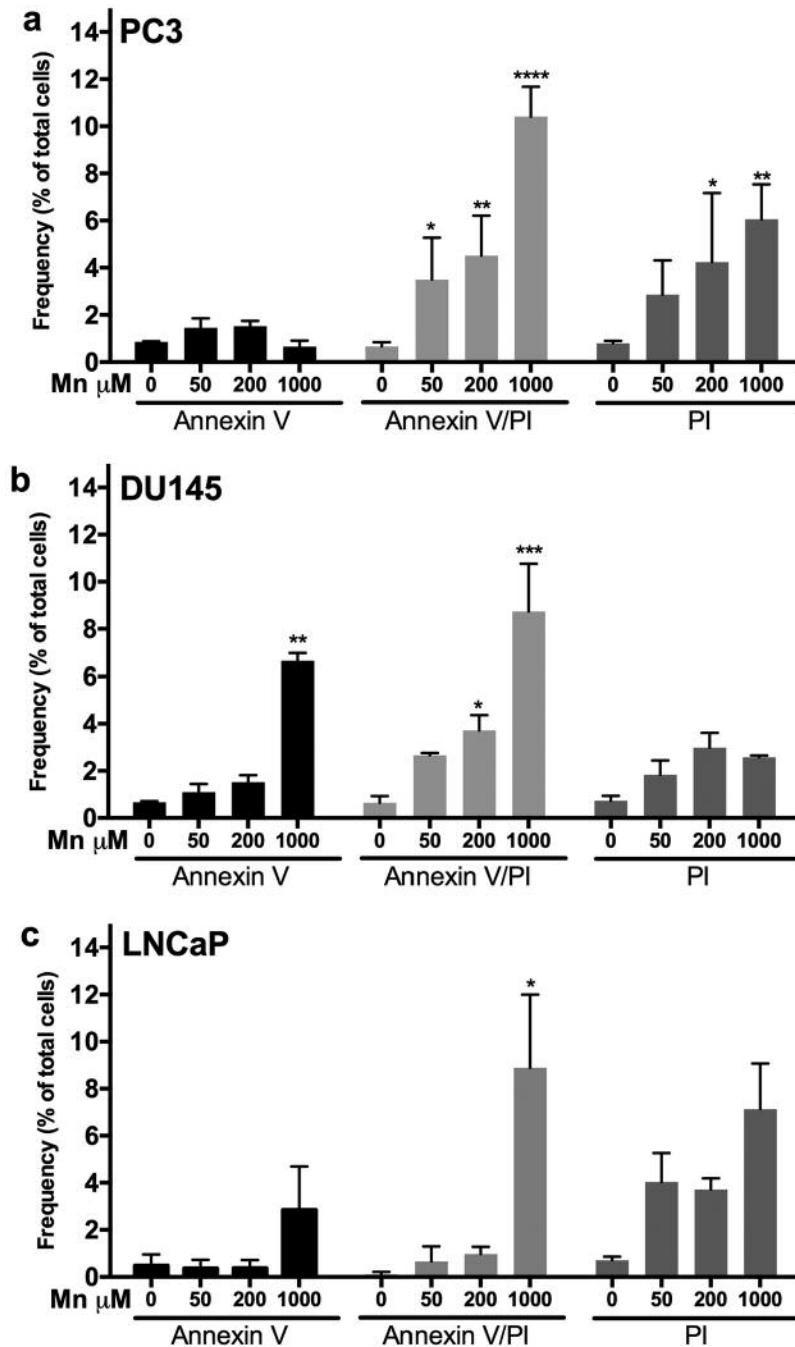 a PC3
Frequency (% of total cells)
14
12
10
8
6
4
2
0
* ** **** * **
Mn μM 0 50 200 1000 0 50 200 1000 0 50 200 1000
Annexin V Annexin V/PI PI
b DU145
Frequency (% of total cells)
14
12
10
8
6
4
2
0
** * ***
Mn μM 0 50 200 1000 0 50 200 1000 0 50 200 1000
Annexin V Annexin V/PI PI
c LNCaP
Frequency (% of total cells)
14
12
10
8
6
4
2
0
*
Mn μM 0 50 200 1000 0 50 200 1000 0 50 200 1000
Annexin V Annexin V/PI PI